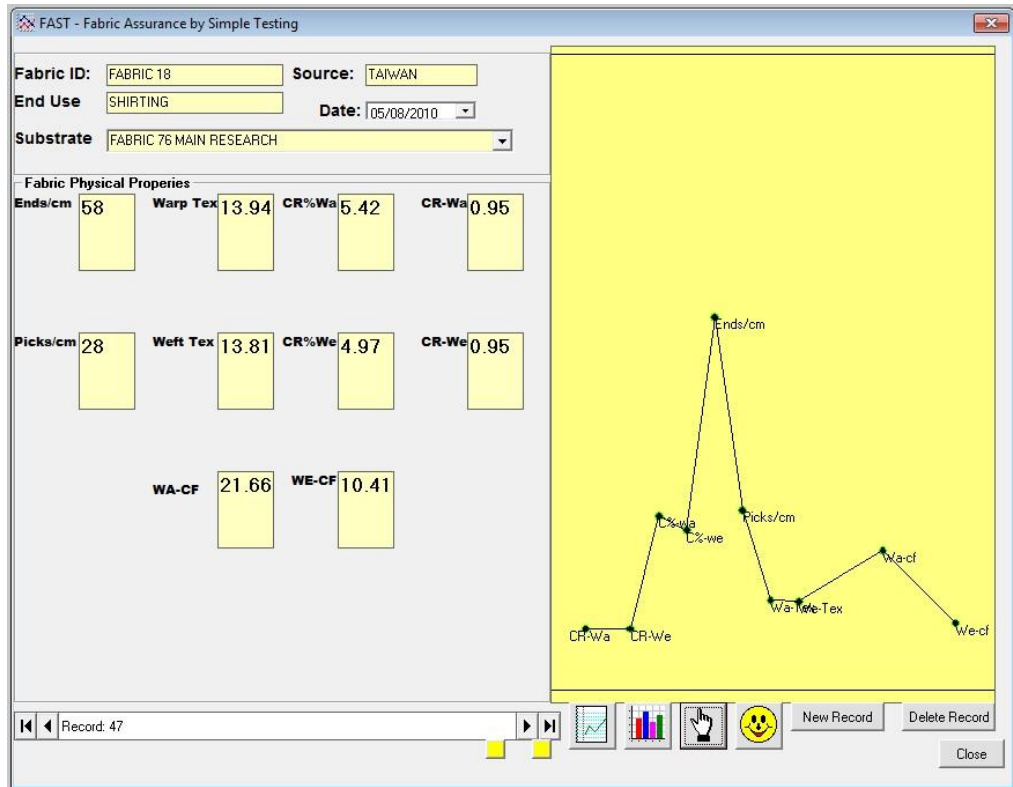 FAST - Fabric Assurance by Simple Testing
Fabric ID: FABRIC 18 Source: TAIWAN
End Use SHIRTING Date: 05/08/2010
Substrate FABRIC 76 MAIN RESEARCH
Fabric Physical Properies
Ends/cm 58 Warp Tex 13.94 CR%Wa 5.42 CR-Wa 0.95
Picks/cm 28 Weft Tex 13.81 CR%We 4.97 CR-We 0.95
WA-CF 21.66 WE-CF 10.41
Ends/cm
C%-wa
Picks/cm
C%-we
Wa-cf
Wa-Tex
We-Tex
CR-Wa
CR-We
We-cf
Record: 47
New Record
Delete Record
Close